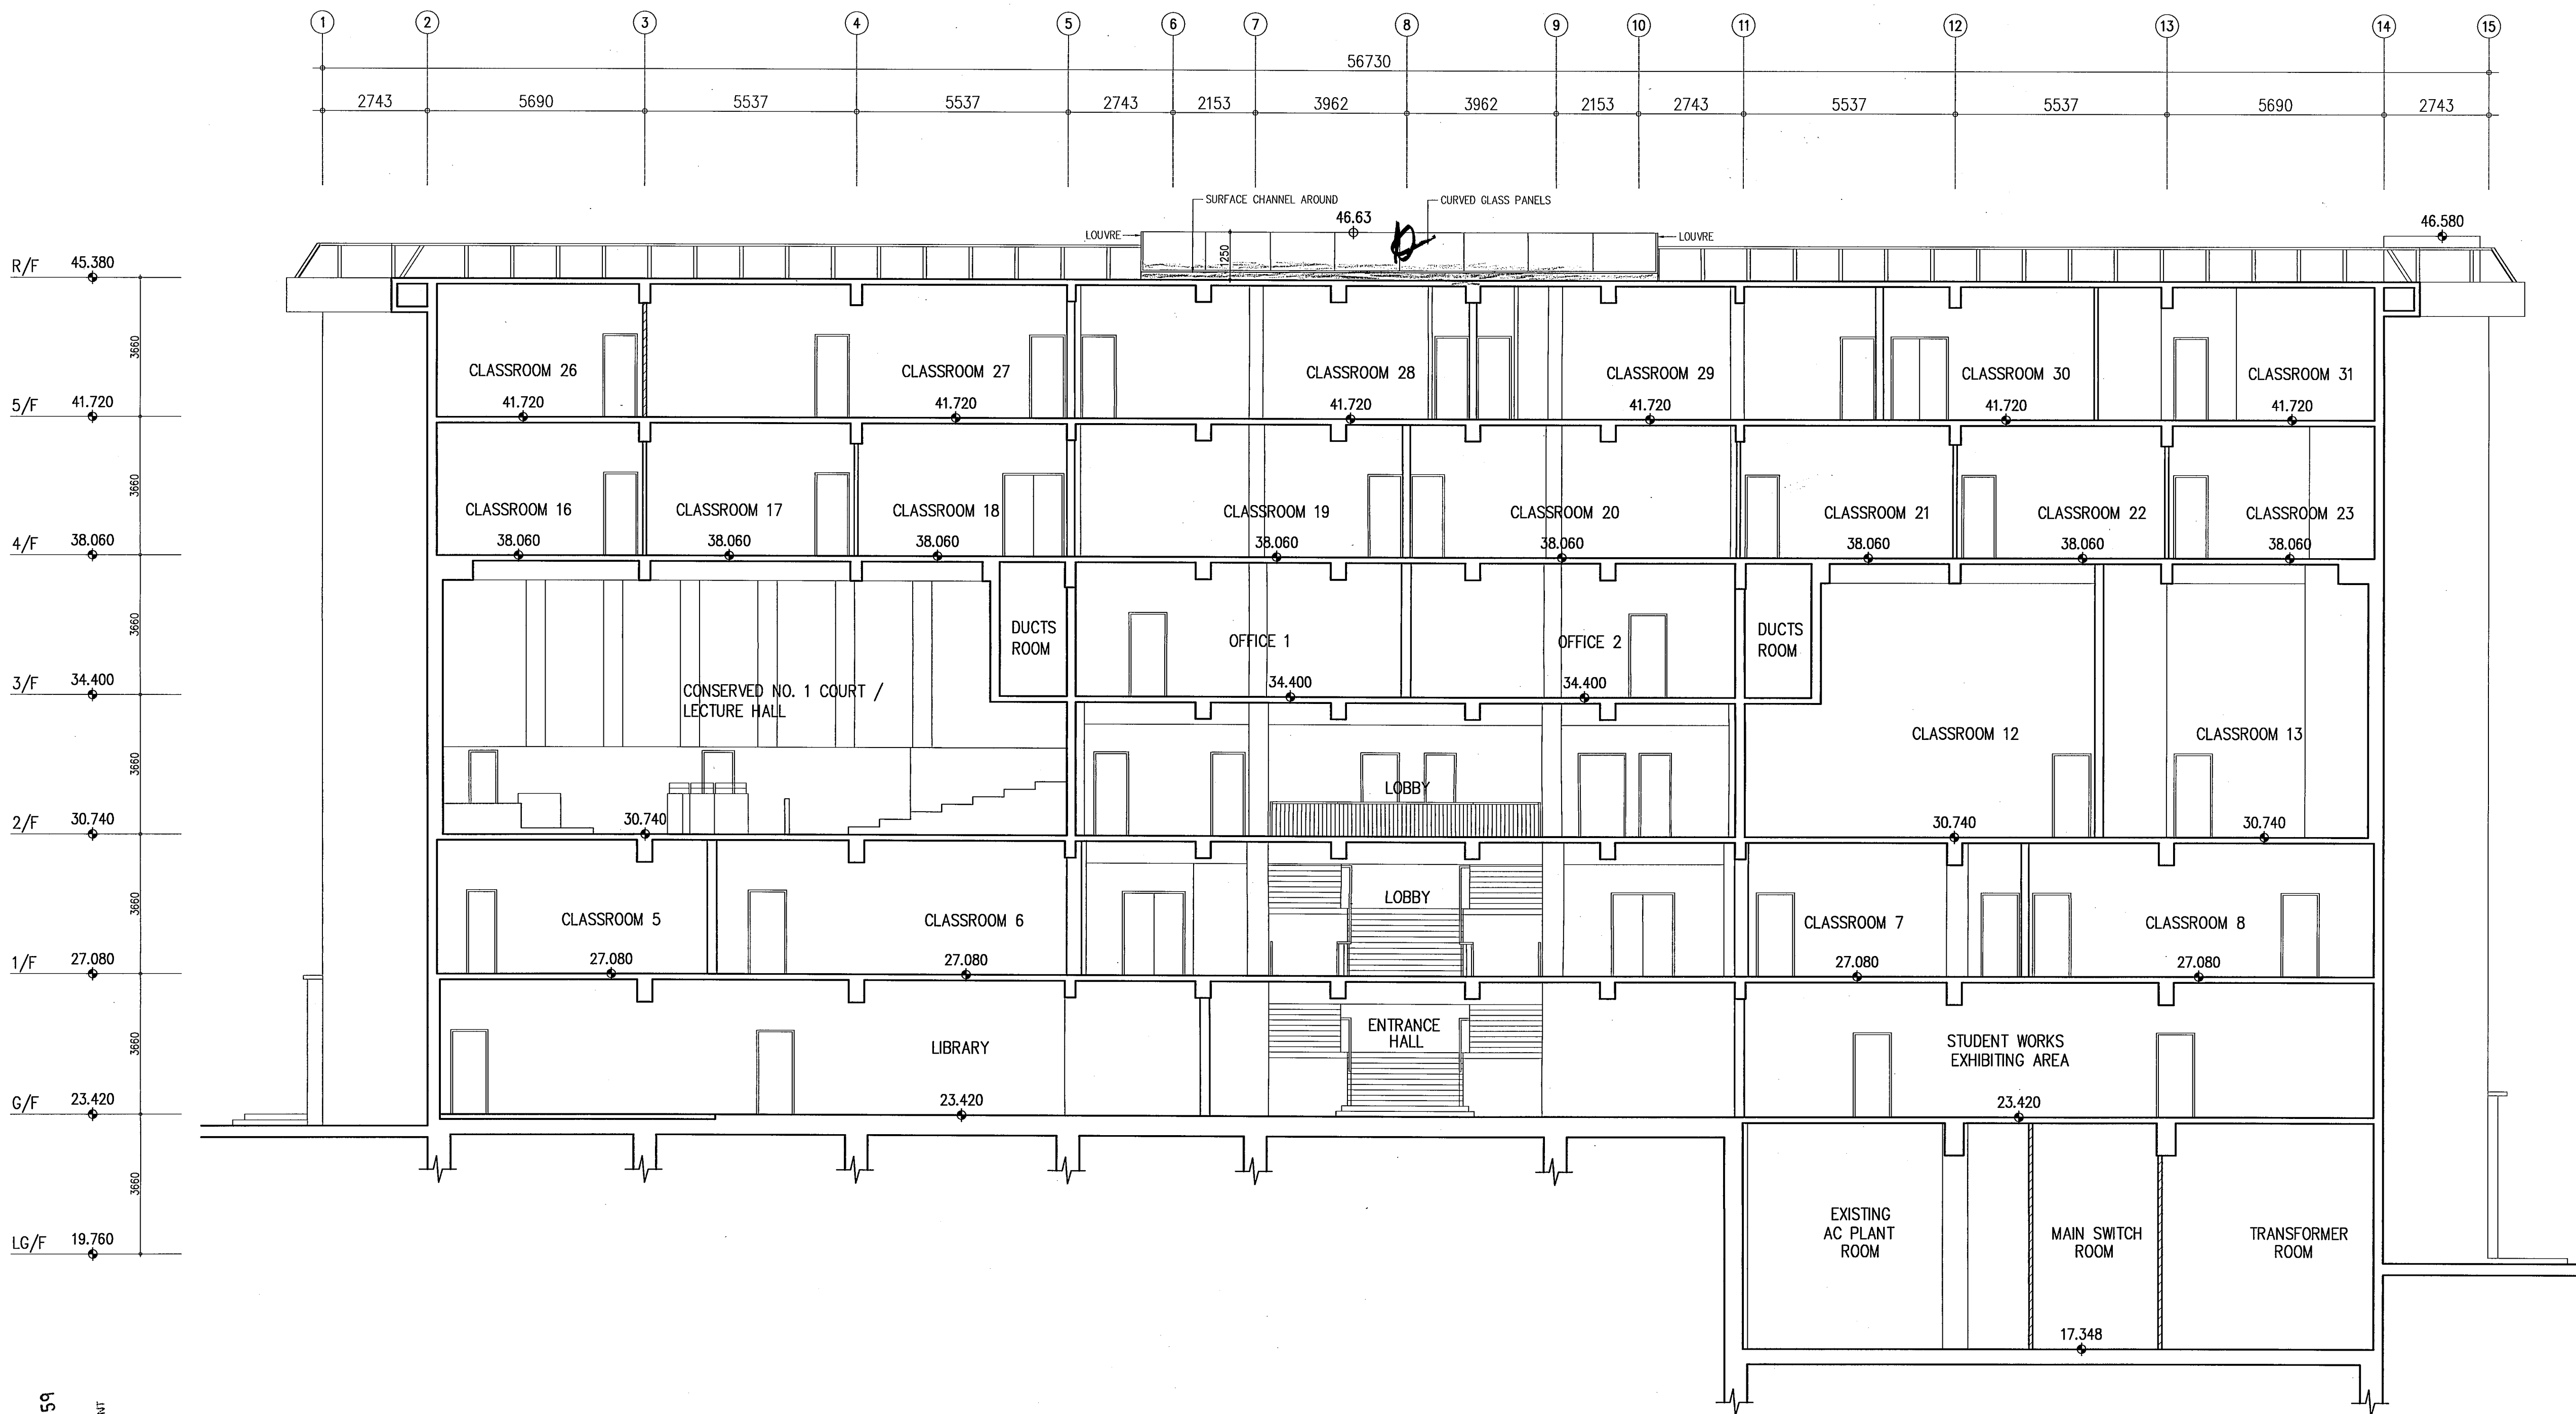 1 2 3 4 5 6 7 8 9 10 11 12 13 14 15
56730
2743 5690 5537 5537 2743 2153 3962 3962 2153 2743 5537 5537 5690 2743
SURFACE CHANNEL AROUND
CURVED GLASS PANELS
46.63
LOUVRE
LOUVRE
1250
46.580
R/F 45.380
3660
CLASSROOM 26
CLASSROOM 27
CLASSROOM 28
CLASSROOM 29
CLASSROOM 30
CLASSROOM 31
5/F 41.720
41.720 41.720 41.720 41.720 41.720 41.720
3660
CLASSROOM 16
CLASSROOM 17
CLASSROOM 18
CLASSROOM 19
CLASSROOM 20
CLASSROOM 21
CLASSROOM 22
CLASSROOM 23
4/F 38.060
38.060 38.060 38.060 38.060 38.060 38.060 38.060 38.060
3660
DUCTS
ROOM
OFFICE 1
OFFICE 2
DUCTS
ROOM
3/F 34.400
34.400 34.400
CONSERVED NO. 1 COURT /
LECTURE HALL
3660
LOBBY
CLASSROOM 12
CLASSROOM 13
2/F 30.740
30.740 30.740 30.740
3660
CLASSROOM 5
CLASSROOM 6
LOBBY
CLASSROOM 7
CLASSROOM 8
1/F 27.080
27.080 27.080 27.080 27.080
3660
LIBRARY
ENTRANCE
HALL
STUDENT WORKS
EXHIBITING AREA
G/F 23.420
23.420 23.420
3660
EXISTING
AC PLANT
ROOM
MAIN SWITCH
ROOM
TRANSFORMER
ROOM
LG/F 19.760
17.348
59
NT